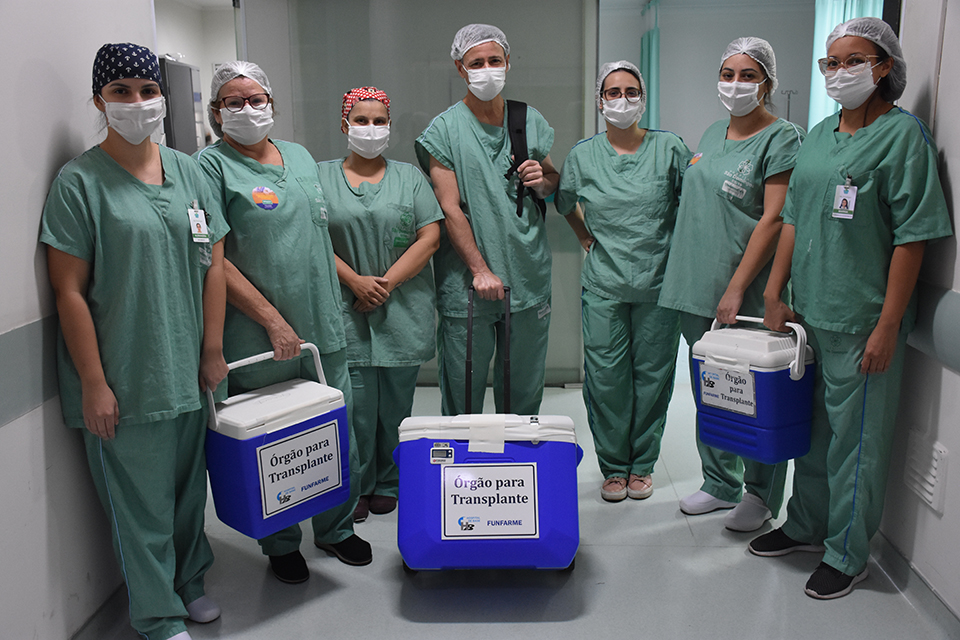 Órgão para
Transplante
FUNFARME
Órgão para
Transplante
FUNFARME
Órgão para
Transplante